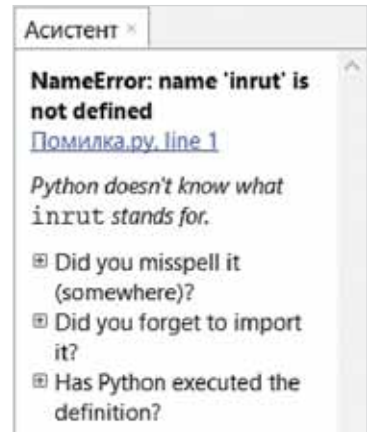 Асистент ×
NameError: name 'inrut' is
not defined
Помилка.py, line 1
Python doesn't know what
inrut stands for.
Did you misspell it
(somewhere)?
Did you forget to import
it?
Has Python executed the
definition?